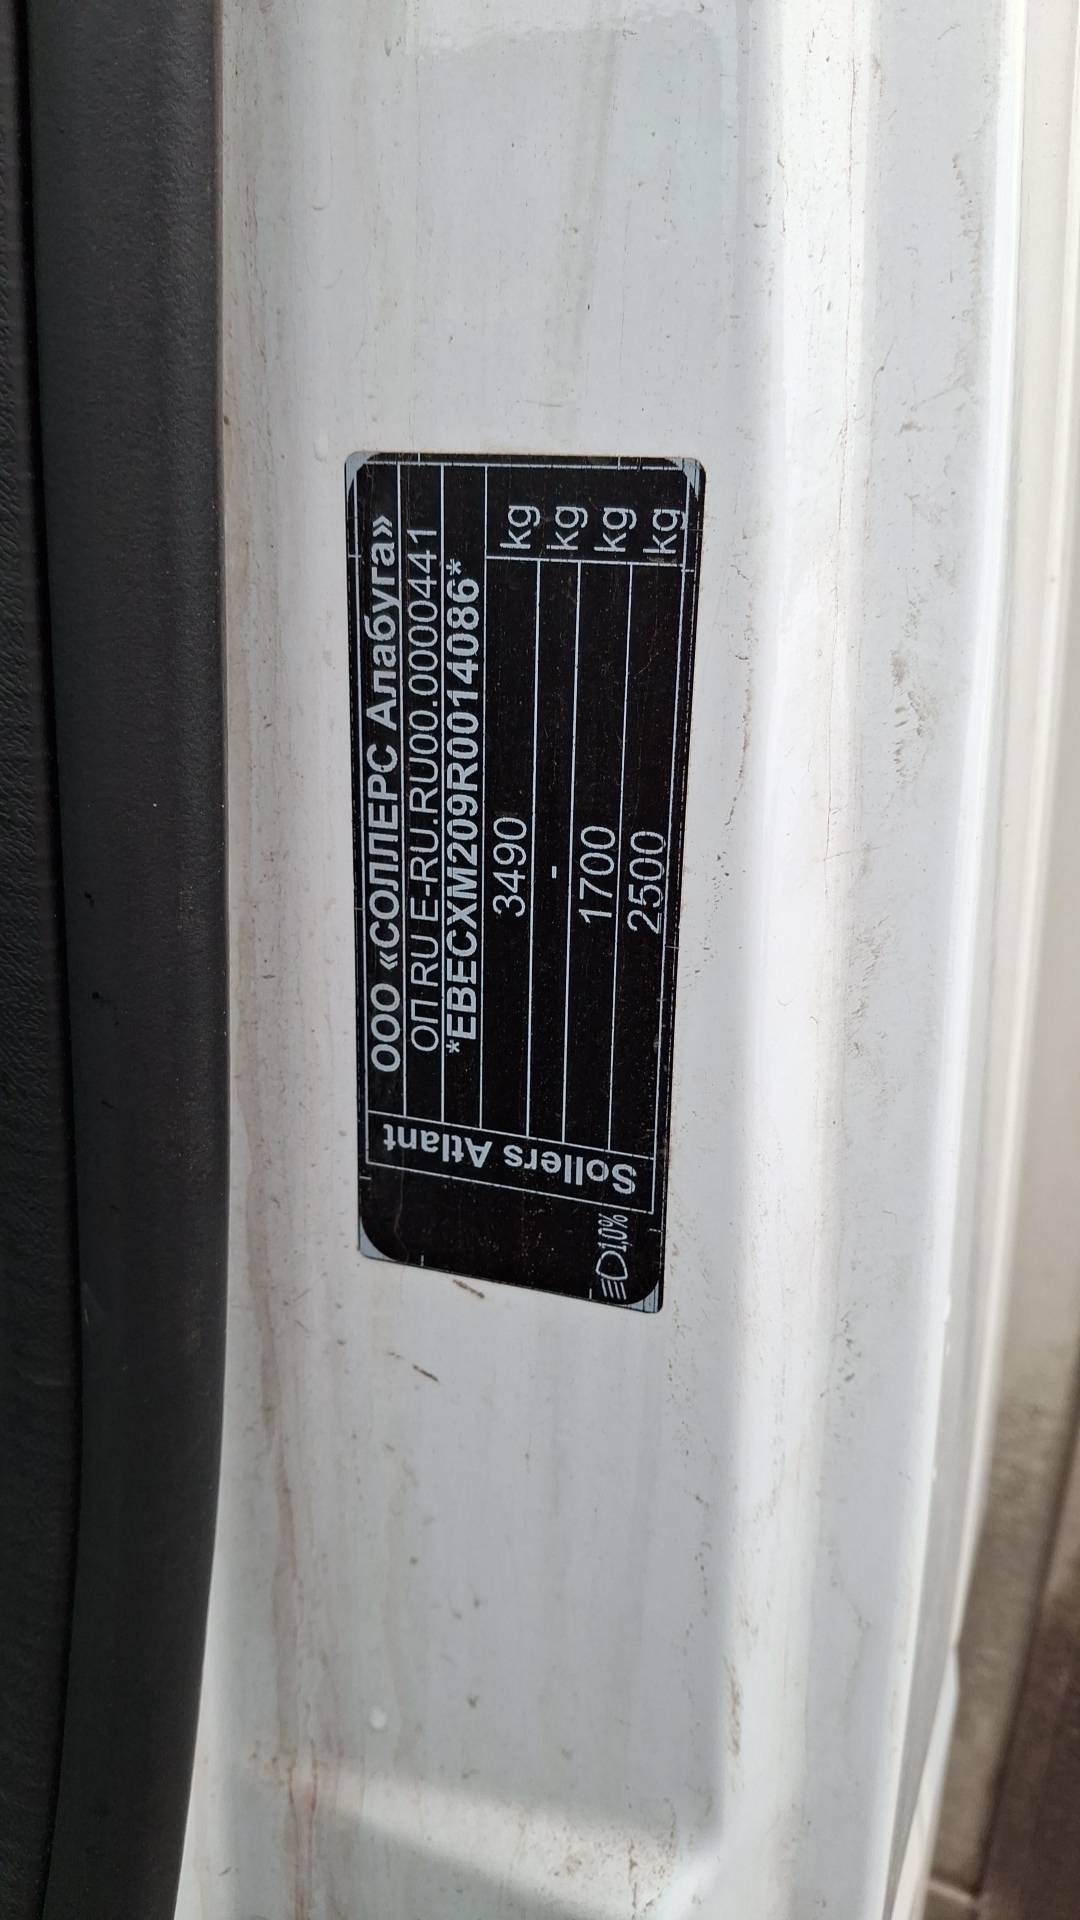 ООО «СОЛЛЕРС Алабуга»
ОП RU E-RU.RU00.0000441
*EBECXM209R0014086*
3490 kg
- kg
1700 kg
2500 kg
Sollers Atlant
1,0%